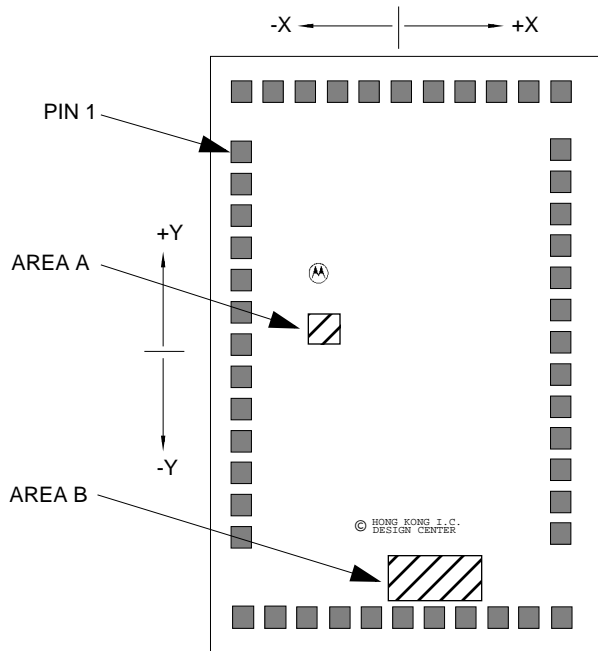 -X
+X
PIN 1
+Y
AREA A
-Y
AREA B
© HONG KONG I.C.
DESIGN CENTER